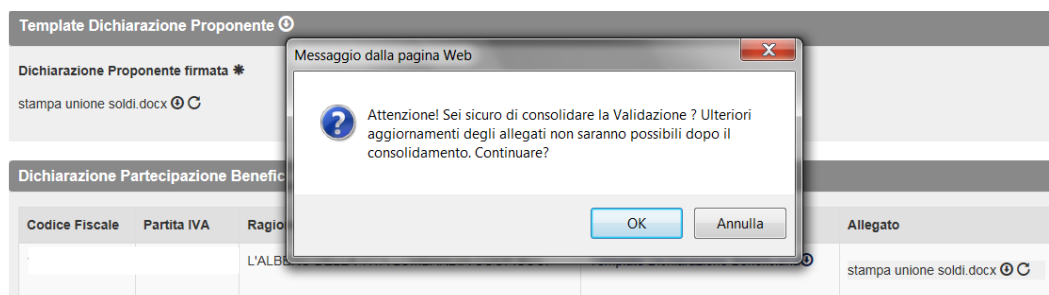 Template Dichiarazione Proponente
Messaggio dalla pagina Web
X
Dichiarazione Proponente firmata *
stampa unione soldi.docx
Attenzione! Sei sicuro di consolidare la Validazione ? Ulteriori
aggiornamenti degli allegati non saranno possibili dopo il
consolidamento. Continuare?
Dichiarazione Partecipazione
OK Annulla
Codice Fiscale Partita IVA Allegato
stampa unione soldi.docx